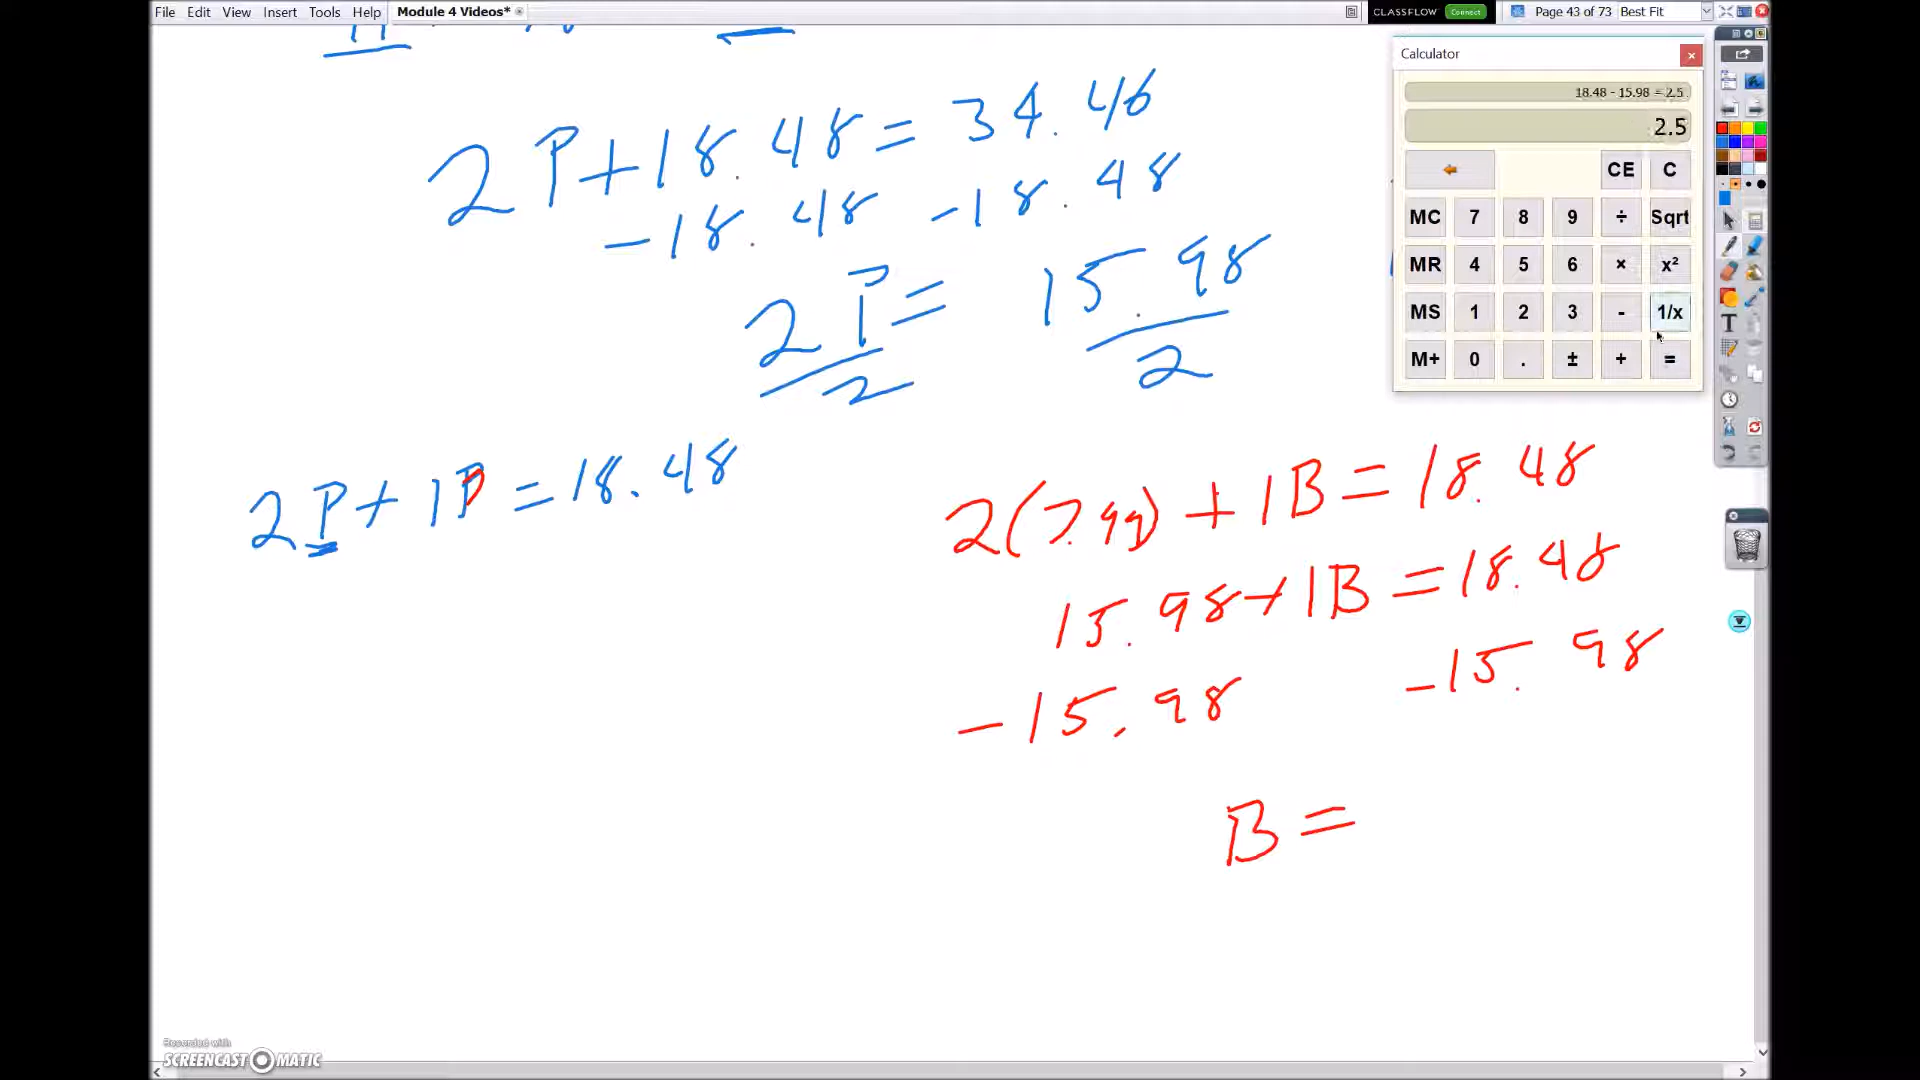 File Edit View Insert Tools Help Module 4 Videos* CLASSFLOW Connect Page 43 of 73 Best Fit
Calculator
18.48 - 15.98 = 2.5
2.5
CE C
MC 7 8 9 ÷ Sqrt
MR 4 5 6 × x²
MS 1 2 3 - 1/x
M+ 0 . ± + =
2P+18.48=34.46
-18.48 -18.48
2P= 15.98
2 2
2P+1B=18.48
2(7.99)+1B=18.48
15.98+1B=18.48
-15.98 -15.98
B=
Recorded with
SCREENCAST MATIC